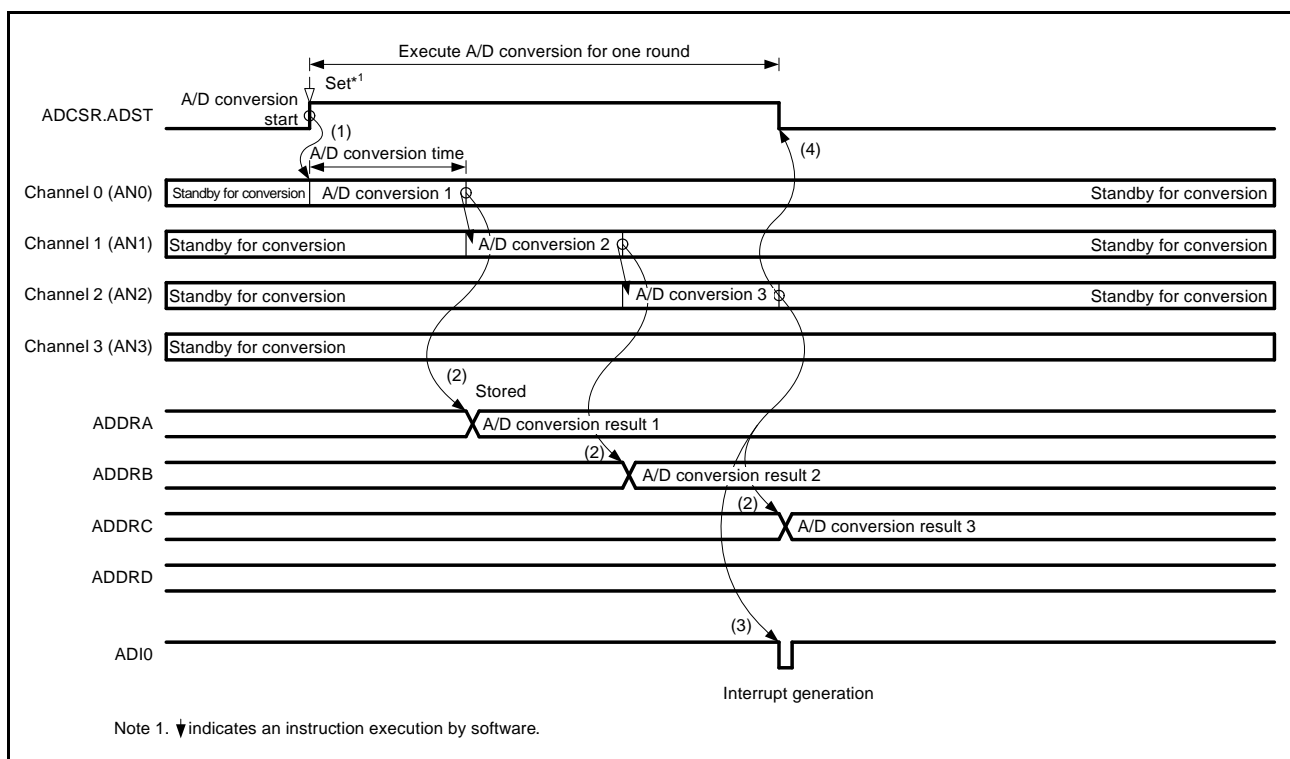 Execute A/D conversion for one round
Set*1
ADCSR.ADST
A/D conversion
start
(1)
(4)
A/D conversion time
Channel 0 (AN0) Standby for conversion A/D conversion 1 Standby for conversion
Channel 1 (AN1) Standby for conversion A/D conversion 2 Standby for conversion
Channel 2 (AN2) Standby for conversion A/D conversion 3 Standby for conversion
Channel 3 (AN3) Standby for conversion
(2) Stored
ADDRA A/D conversion result 1
(2)
ADDRB A/D conversion result 2
(2)
ADDRC A/D conversion result 3
ADDRD
(3)
ADI0
Interrupt generation
Note 1. indicates an instruction execution by software.